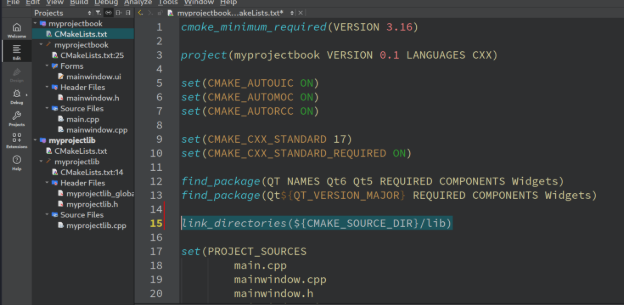 File Edit View Build Debug Analyze Tools Window Help
Projects
myprojectbook...akeLists.txt*
Welcome
Edit
Design
Debug
Projects
Extensions
Help
myprojectbook
CMakeLists.txt
myprojectbook
CMakeLists.txt:25
Forms
mainwindow.ui
Header Files
mainwindow.h
Source Files
main.cpp
mainwindow.cpp
myprojectlib
CMakeLists.txt
myprojectlib
CMakeLists.txt:14
Header Files
myprojectlib_globa
myprojectlib.h
Source Files
myprojectlib.cpp
1 cmake_minimum_required(VERSION 3.16)
2
3 project(myprojectbook VERSION 0.1 LANGUAGES CXX)
4
5 set(CMAKE_AUTOUIC ON)
6 set(CMAKE_AUTOMOC ON)
7 set(CMAKE_AUTORCC ON)
8
9 set(CMAKE_CXX_STANDARD 17)
10 set(CMAKE_CXX_STANDARD_REQUIRED ON)
11
12 find_package(QT NAMES Qt6 Qt5 REQUIRED COMPONENTS Widgets)
13 find_package(Qt${QT_VERSION_MAJOR} REQUIRED COMPONENTS Widgets)
14
15 link_directories(${CMAKE_SOURCE_DIR}/lib)
16
17 set(PROJECT_SOURCES
18 main.cpp
19 mainwindow.cpp
20 mainwindow.h